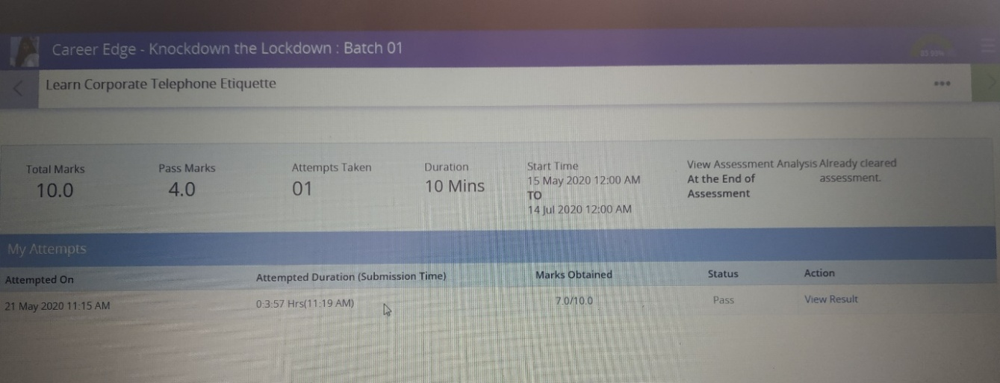 Career Edge - Knockdown the Lockdown : Batch 01
Learn Corporate Telephone Etiquette
Total Marks
10.0
Pass Marks
4.0
Attempts Taken
01
Duration
10 Mins
Start Time
15 May 2020 12:00 AM
TO
14 Jul 2020 12:00 AM
View Assessment Analysis
At the End of
Assessment
Already cleared
assessment.
My Attempts
Attempted On Attempted Duration (Submission Time) Marks Obtained Status Action
21 May 2020 11:15 AM 0:3:57 Hrs(11:19 AM) 7.0/10.0 Pass View Result